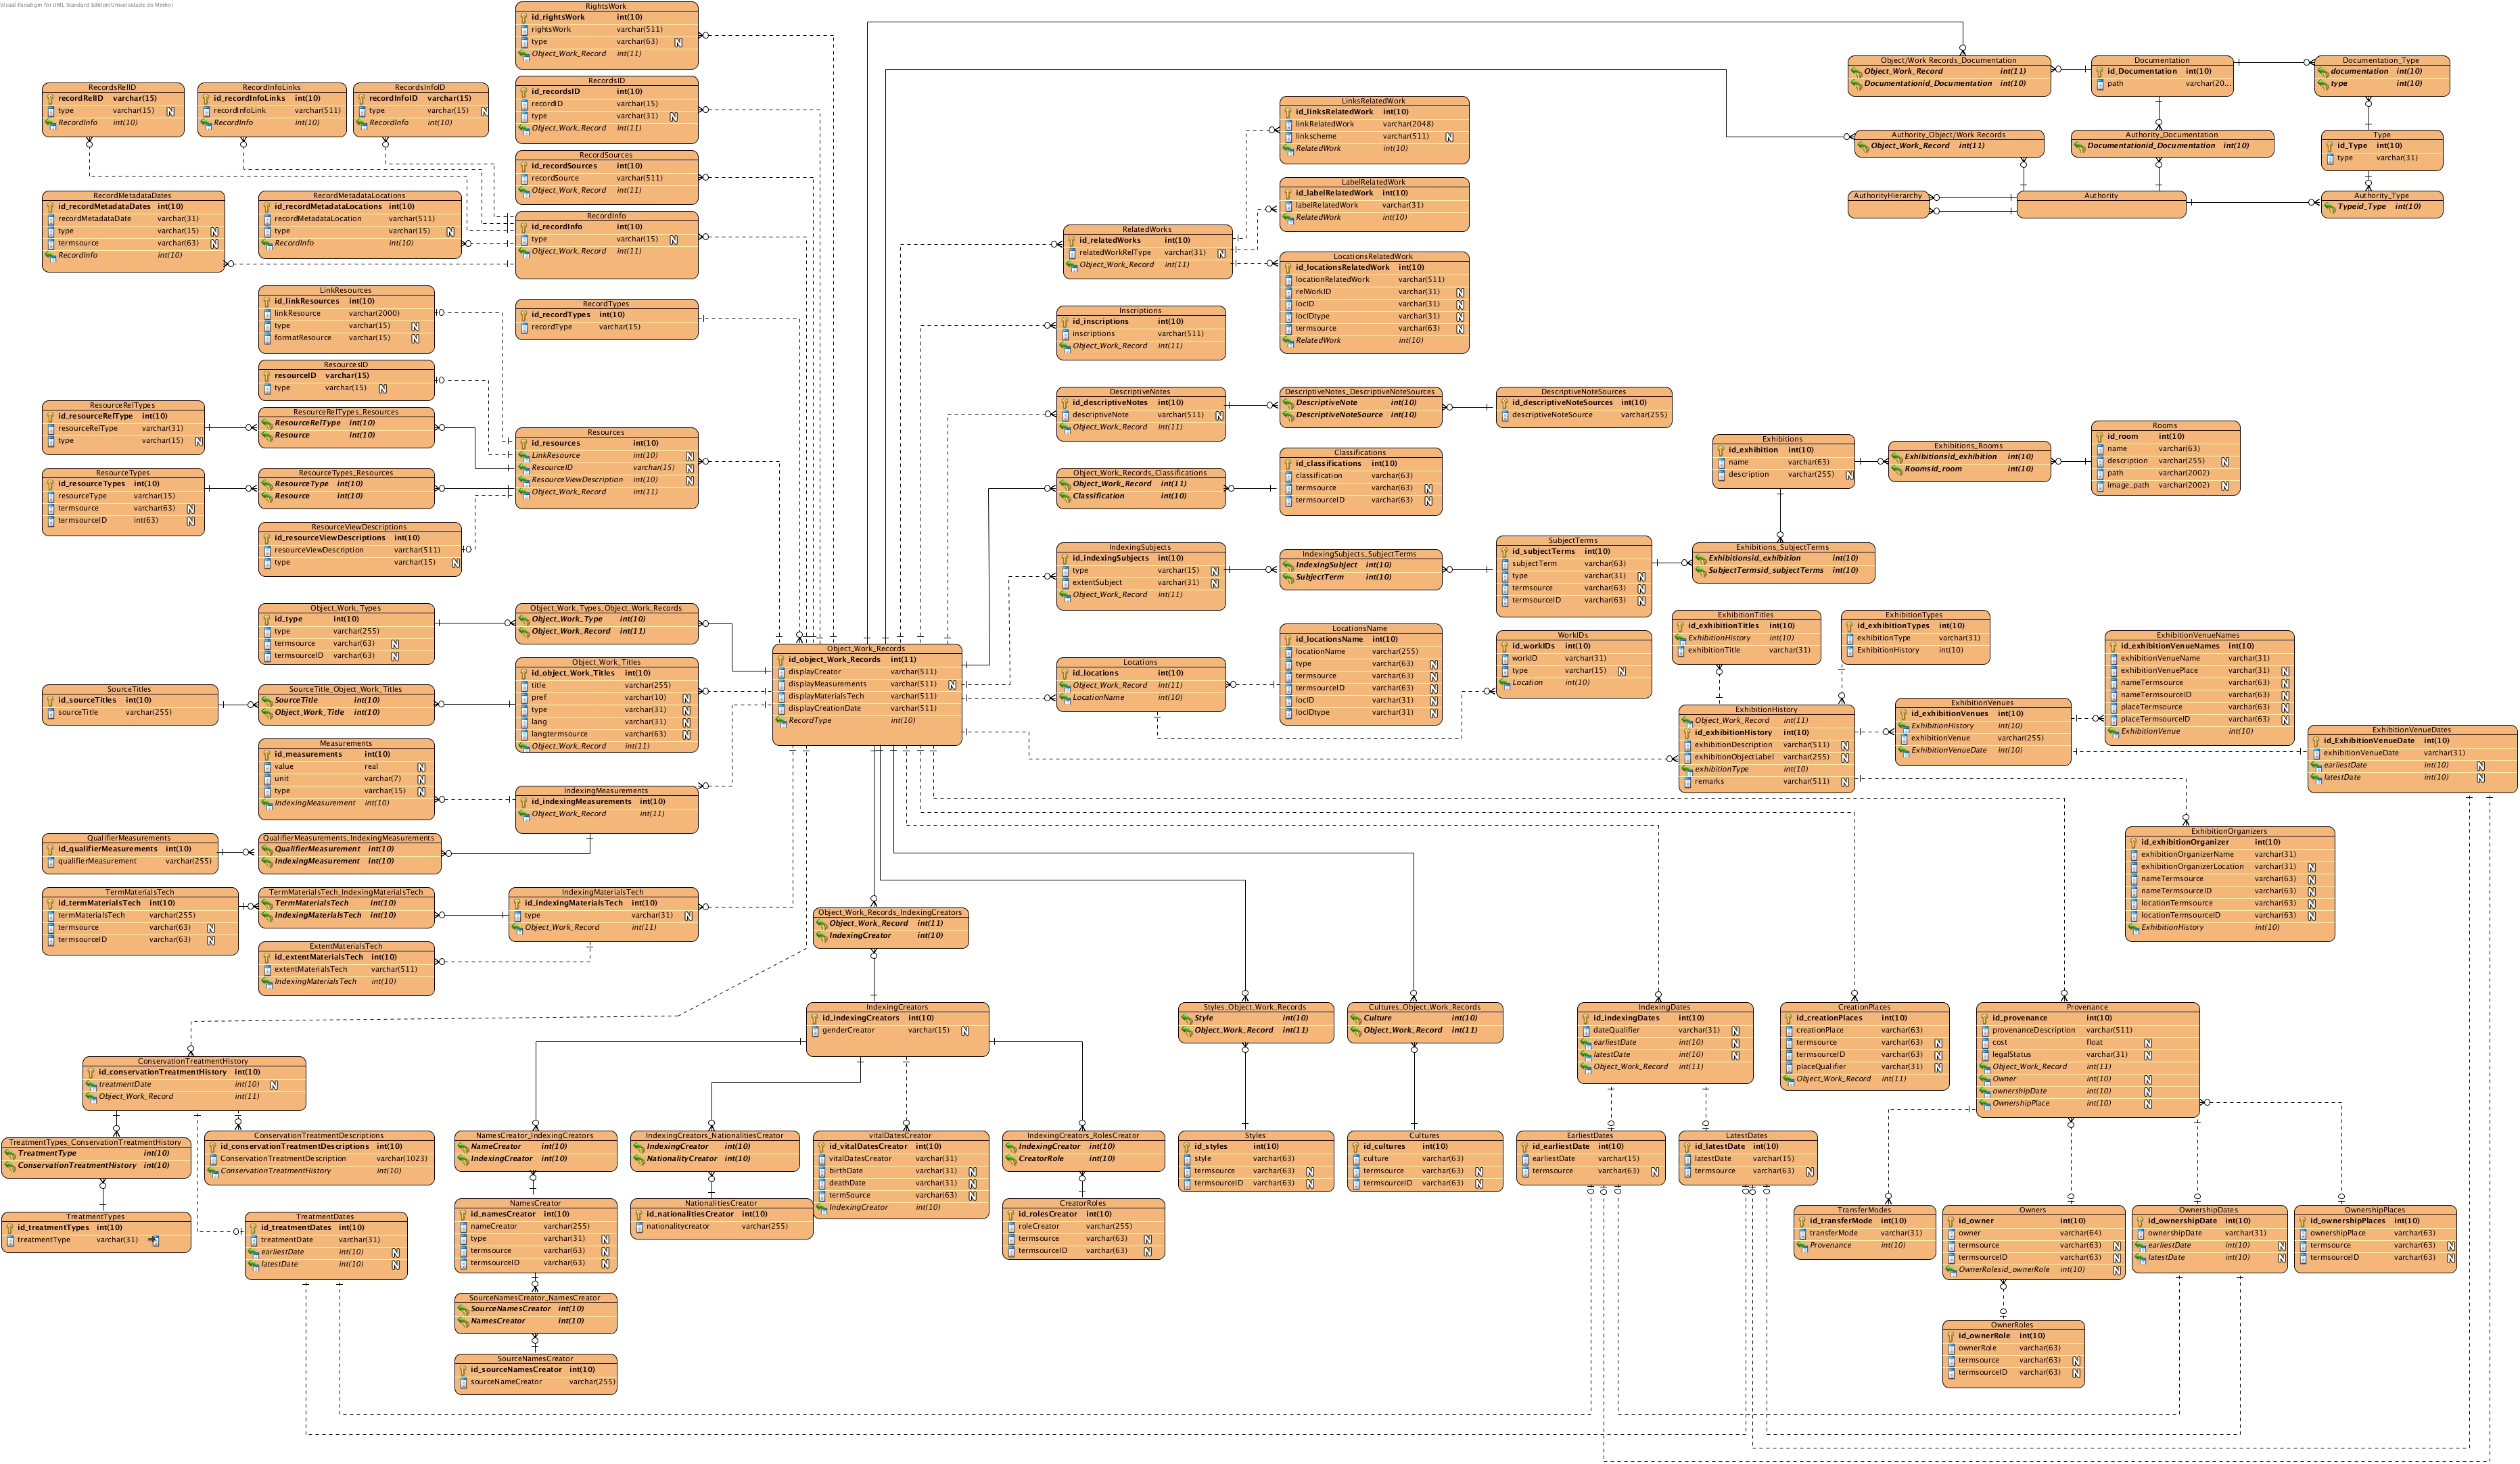 Visual Paradigm for UML Standard Edition(Universidade do Minho)
RightsWork
id_rightsWork int(10)
rightsWork varchar(511)
type varchar(63) N
Object_Work_Record int(11)
RecordsRelID
recordRelID varchar(15)
type varchar(15) N
RecordInfo int(10)
RecordInfoLinks
id_recordInfoLinks int(10)
recordInfoLink varchar(511)
RecordInfo int(10)
RecordsInfoID
recordInfoID varchar(15)
type varchar(15) N
RecordInfo int(10)
RecordsID
id_recordsID int(10)
recordID varchar(15)
type varchar(31) N
Object_Work_Record int(11)
RecordSources
id_recordSources int(10)
recordSource varchar(511)
Object_Work_Record int(11)
RecordMetadataDates
id_recordMetadataDates int(10)
recordMetadataDate varchar(31)
type varchar(15) N
termsource varchar(63) N
RecordInfo int(10)
RecordMetadataLocations
id_recordMetadataLocations int(10)
recordMetadataLocation varchar(511)
type varchar(15) N
RecordInfo int(10)
RecordInfo
id_recordInfo int(10)
type varchar(15) N
Object_Work_Record int(11)
LinkResources
id_linkResources int(10)
linkResource varchar(2000)
type varchar(15) N
formatResource varchar(15) N
RecordTypes
id_recordTypes int(10)
recordType varchar(15)
ResourcesID
resourceID varchar(15)
type varchar(15) N
ResourceRelTypes
id_resourceRelType int(10)
resourceRelType varchar(31)
type varchar(15) N
ResourceRelTypes_Resources
ResourceRelType int(10)
Resource int(10)
Resources
id_resources int(10)
LinkResource int(10) N
ResourceID varchar(15) N
ResourceViewDescription int(10) N
Object_Work_Record int(11)
ResourceTypes
id_resourceTypes int(10)
resourceType varchar(15)
termsource varchar(63) N
termsourceID int(63) N
ResourceTypes_Resources
ResourceType int(10)
Resource int(10)
ResourceViewDescriptions
id_resourceViewDescriptions int(10)
resourceViewDescription varchar(511)
type varchar(15) N
Object_Work_Types
id_type int(10)
type varchar(255)
termsource varchar(63) N
termsourceID varchar(63) N
Object_Work_Types_Object_Work_Records
Object_Work_Type int(10)
Object_Work_Record int(11)
Object_Work_Titles
id_object_Work_Titles int(10)
title varchar(255)
pref varchar(10) N
type varchar(31) N
lang varchar(31) N
langtermsource varchar(63) N
Object_Work_Record int(11)
SourceTitles
id_sourceTitles int(10)
sourceTitle varchar(255)
SourceTitle_Object_Work_Titles
SourceTitle int(10)
Object_Work_Title int(10)
Measurements
id_measurements int(10)
value real N
unit varchar(7) N
type varchar(15) N
IndexingMeasurement int(10)
IndexingMeasurements
id_indexingMeasurements int(10)
Object_Work_Record int(11)
QualifierMeasurements
id_qualifierMeasurements int(10)
qualifierMeasurement varchar(255)
QualifierMeasurements_IndexingMeasurements
QualifierMeasurement int(10)
IndexingMeasurement int(10)
TermMaterialsTech
id_termMaterialsTech int(10)
termMaterialsTech varchar(255)
termsource varchar(63) N
termsourceID varchar(63) N
TermMaterialsTech_IndexingMaterialsTech
TermMaterialsTech int(10)
IndexingMaterialsTech int(10)
IndexingMaterialsTech
id_indexingMaterialsTech int(10)
type varchar(31) N
Object_Work_Record int(11)
ExtentMaterialsTech
id_extentMaterialsTech int(10)
extentMaterialsTech varchar(511)
IndexingMaterialsTech int(10)
Object_Work_Records
id_object_Work_Records int(11)
displayCreator varchar(511)
displayMeasurements varchar(511) N
displayMaterialsTech varchar(511)
displayCreationDate varchar(511)
RecordType int(10)
Object/Work Records_Documentation
Object_Work_Record int(11)
Documentationid_Documentation int(10)
Documentation
id_Documentation int(10)
path varchar(20...
Documentation_Type
documentation int(10)
type int(10)
Authority_Object/Work Records
Object_Work_Record int(11)
Authority_Documentation
Documentationid_Documentation int(10)
Type
id_Type int(10)
type varchar(31)
AuthorityHierarchy
Authority
Authority_Type
Typeid_Type int(10)
LinksRelatedWork
id_linksRelatedWork int(10)
linkRelatedWork varchar(2048)
linkscheme varchar(511) N
RelatedWork int(10)
LabelRelatedWork
id_labelRelatedWork int(10)
labelRelatedWork varchar(31)
RelatedWork int(10)
RelatedWorks
id_relatedWorks int(10)
relatedWorkRelType varchar(31) N
Object_Work_Record int(11)
LocationsRelatedWork
id_locationsRelatedWork int(10)
locationRelatedWork varchar(511)
relWorkID varchar(31) N
locID varchar(31) N
locIDtype varchar(31) N
termsource varchar(63) N
RelatedWork int(10)
Inscriptions
id_inscriptions int(10)
inscriptions varchar(511)
Object_Work_Record int(11)
DescriptiveNotes
id_descriptiveNotes int(10)
descriptiveNote varchar(511) N
Object_Work_Record int(11)
DescriptiveNotes_DescriptiveNoteSources
DescriptiveNote int(10)
DescriptiveNoteSource int(10)
DescriptiveNoteSources
id_descriptiveNoteSources int(10)
descriptiveNoteSource varchar(255)
Object_Work_Records_Classifications
Object_Work_Record int(11)
Classification int(10)
Classifications
id_classifications int(10)
classification varchar(63)
termsource varchar(63) N
termsourceID varchar(63) N
Exhibitions
id_exhibition int(10)
name varchar(63)
description varchar(255) N
Exhibitions_Rooms
Exhibitionsid_exhibition int(10)
Roomsid_room int(10)
Rooms
id_room int(10)
name varchar(63)
description varchar(255) N
path varchar(2002)
image_path varchar(2002) N
IndexingSubjects
id_indexingSubjects int(10)
type varchar(15) N
extentSubject varchar(31) N
Object_Work_Record int(11)
IndexingSubjects_SubjectTerms
IndexingSubject int(10)
SubjectTerm int(10)
SubjectTerms
id_subjectTerms int(10)
subjectTerm varchar(63)
type varchar(31) N
termsource varchar(63) N
termsourceID varchar(63) N
Exhibitions_SubjectTerms
Exhibitionsid_exhibition int(10)
SubjectTermsid_subjectTerms int(10)
Locations
id_locations int(10)
Object_Work_Record int(11)
LocationName int(10)
LocationsName
id_locationsName int(10)
locationName varchar(255)
type varchar(63) N
termsource varchar(63) N
termsourceID varchar(63) N
locID varchar(31) N
locIDtype varchar(31) N
WorkIDs
id_workIDs int(10)
workID varchar(31)
type varchar(15) N
Location int(10)
ExhibitionTitles
id_exhibitionTitles int(10)
ExhibitionHistory int(10)
exhibitionTitle varchar(31)
ExhibitionTypes
id_exhibitionTypes int(10)
exhibitionType varchar(31)
ExhibitionHistory int(10)
ExhibitionHistory
Object_Work_Record int(11)
id_exhibitionHistory int(10)
exhibitionDescription varchar(511) N
exhibitionObjectLabel varchar(255) N
exhibitionType int(10)
remarks varchar(511) N
ExhibitionVenues
id_exhibitionVenues int(10)
ExhibitionHistory int(10)
exhibitionVenue varchar(255)
ExhibitionVenueDate int(10)
ExhibitionVenueNames
id_exhibitionVenueNames int(10)
exhibitionVenueName varchar(31)
exhibitionVenuePlace varchar(31) N
nameTermsource varchar(63) N
nameTermsourceID varchar(63) N
placeTermsource varchar(63) N
placeTermsourceID varchar(63) N
ExhibitionVenue int(10)
ExhibitionVenueDates
id_ExhibitionVenueDate int(10)
exhibitionVenueDate varchar(31)
earliestDate int(10) N
latestDate int(10) N
ExhibitionOrganizers
id_exhibitionOrganizer int(10)
exhibitionOrganizerName varchar(31)
exhibitionOrganizerLocation varchar(31) N
nameTermsource varchar(63) N
nameTermsourceID varchar(63) N
locationTermsource varchar(63) N
locationTermsourceID varchar(63) N
ExhibitionHistory int(10)
Object_Work_Records_IndexingCreators
Object_Work_Record int(11)
IndexingCreator int(10)
IndexingCreators
id_indexingCreators int(10)
genderCreator varchar(15) N
Styles_Object_Work_Records
Style int(10)
Object_Work_Record int(11)
Cultures_Object_Work_Records
Culture int(10)
Object_Work_Record int(11)
IndexingDates
id_indexingDates int(10)
dateQualifier varchar(31) N
earliestDate int(10) N
latestDate int(10) N
Object_Work_Record int(11)
CreationPlaces
id_creationPlaces int(10)
creationPlace varchar(63)
termsource varchar(63) N
termsourceID varchar(63) N
placeQualifier varchar(31) N
Object_Work_Record int(11)
Provenance
id_provenance int(10)
provenanceDescription varchar(511)
cost float N
legalStatus varchar(31) N
Object_Work_Record int(11)
Owner int(10) N
ownershipDate int(10) N
OwnershipPlace int(10) N
ConservationTreatmentHistory
id_conservationTreatmentHistory int(10)
treatmentDate int(10) N
Object_Work_Record int(11)
TreatmentTypes_ConservationTreatmentHistory
TreatmentType int(10)
ConservationTreatmentHistory int(10)
ConservationTreatmentDescriptions
id_conservationTreatmentDescriptions int(10)
ConservationTreatmentDescription varchar(1023)
ConservationTreatmentHistory int(10)
TreatmentTypes
id_treatmentTypes int(10)
treatmentType varchar(31)
TreatmentDates
id_treatmentDates int(10)
treatmentDate varchar(31)
earliestDate int(10) N
latestDate int(10) N
NamesCreator_IndexingCreators
NameCreator int(10)
IndexingCreator int(10)
IndexingCreators_NationalitiesCreator
IndexingCreator int(10)
NationalityCreator int(10)
vitalDatesCreator
id_vitalDatesCreator int(10)
vitalDatesCreator varchar(31)
birthDate varchar(31) N
deathDate varchar(31) N
termSource varchar(63) N
IndexingCreator int(10)
IndexingCreators_RolesCreator
IndexingCreator int(10)
CreatorRole int(10)
Styles
id_styles int(10)
style varchar(63)
termsource varchar(63) N
termsourceID varchar(63) N
Cultures
id_cultures int(10)
culture varchar(63)
termsource varchar(63) N
termsourceID varchar(63) N
EarliestDates
id_earliestDate int(10)
earliestDate varchar(15)
termsource varchar(63) N
LatestDates
id_latestDate int(10)
latestDate varchar(15)
termsource varchar(63) N
NamesCreator
id_namesCreator int(10)
nameCreator varchar(255)
type varchar(31) N
termsource varchar(63) N
termsourceID varchar(63) N
NationalitiesCreator
id_nationalitiesCreator int(10)
nationalitycreator varchar(255)
CreatorRoles
id_rolesCreator int(10)
roleCreator varchar(255)
termsource varchar(63) N
termsourceID varchar(63) N
TransferModes
id_transferMode int(10)
transferMode varchar(31)
Provenance int(10)
Owners
id_owner int(10)
owner varchar(64)
termsource varchar(63) N
termsourceID varchar(63) N
OwnerRolesid_ownerRole int(10) N
OwnershipDates
id_ownershipDate int(10)
ownershipDate varchar(31)
earliestDate int(10) N
latestDate int(10) N
OwnershipPlaces
id_ownershipPlaces int(10)
ownershipPlace varchar(63)
termsource varchar(63) N
termsourceID varchar(63) N
SourceNamesCreator_NamesCreator
SourceNamesCreator int(10)
NamesCreator int(10)
SourceNamesCreator
id_sourceNamesCreator int(10)
sourceNameCreator varchar(255)
OwnerRoles
id_ownerRole int(10)
ownerRole varchar(63)
termsource varchar(63) N
termsourceID varchar(63) N